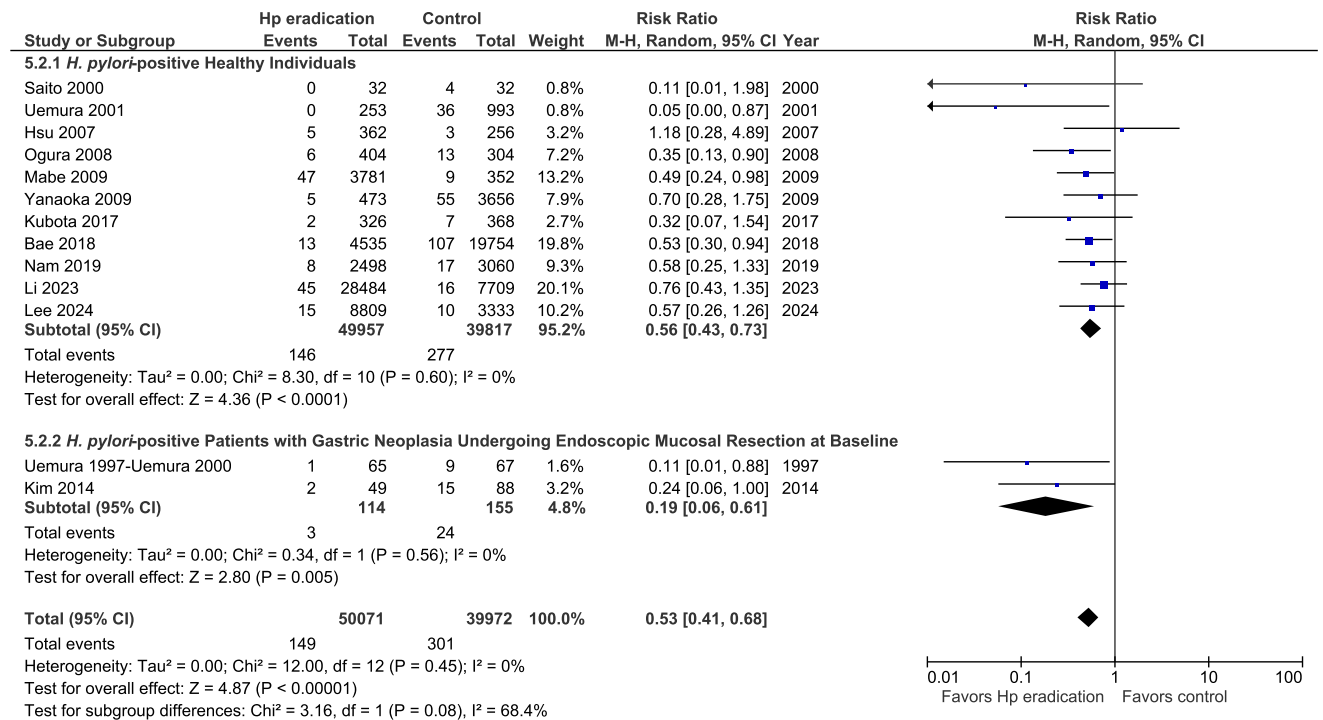 Hp eradication Control Risk Ratio Risk Ratio
Study or Subgroup Events Total Events Total Weight M-H, Random, 95% CI Year M-H, Random, 95% CI
5.2.1 H. pylori-positive Healthy Individuals
Saito 2000 0 32 4 32 0.8% 0.11 [0.01, 1.98] 2000
Uemura 2001 0 253 36 993 0.8% 0.05 [0.00, 0.87] 2001
Hsu 2007 5 362 3 256 3.2% 1.18 [0.28, 4.89] 2007
Ogura 2008 6 404 13 304 7.2% 0.35 [0.13, 0.90] 2008
Mabe 2009 47 3781 9 352 13.2% 0.49 [0.24, 0.98] 2009
Yanaoka 2009 5 473 55 3656 7.9% 0.70 [0.28, 1.75] 2009
Kubota 2017 2 326 7 368 2.7% 0.32 [0.07, 1.54] 2017
Bae 2018 13 4535 107 19754 19.8% 0.53 [0.30, 0.94] 2018
Nam 2019 8 2498 17 3060 9.3% 0.58 [0.25, 1.33] 2019
Li 2023 45 28484 16 7709 20.1% 0.76 [0.43, 1.35] 2023
Lee 2024 15 8809 10 3333 10.2% 0.57 [0.26, 1.26] 2024
Subtotal (95% CI) 49957 39817 95.2% 0.56 [0.43, 0.73]
Total events 146 277
Heterogeneity: Tau² = 0.00; Chi² = 8.30, df = 10 (P = 0.60); I² = 0%
Test for overall effect: Z = 4.36 (P < 0.0001)
5.2.2 H. pylori-positive Patients with Gastric Neoplasia Undergoing Endoscopic Mucosal Resection at Baseline
Uemura 1997-Uemura 2000 1 65 9 67 1.6% 0.11 [0.01, 0.88] 1997
Kim 2014 2 49 15 88 3.2% 0.24 [0.06, 1.00] 2014
Subtotal (95% CI) 114 155 4.8% 0.19 [0.06, 0.61]
Total events 3 24
Heterogeneity: Tau² = 0.00; Chi² = 0.34, df = 1 (P = 0.56); I² = 0%
Test for overall effect: Z = 2.80 (P = 0.005)
Total (95% CI) 50071 39972 100.0% 0.53 [0.41, 0.68]
Total events 149 301
Heterogeneity: Tau² = 0.00; Chi² = 12.00, df = 12 (P = 0.45); I² = 0%
Test for overall effect: Z = 4.87 (P < 0.00001)
Test for subgroup differences: Chi² = 3.16, df = 1 (P = 0.08), I² = 68.4%
0.01 0.1 1 10 100
Favors Hp eradication Favors control